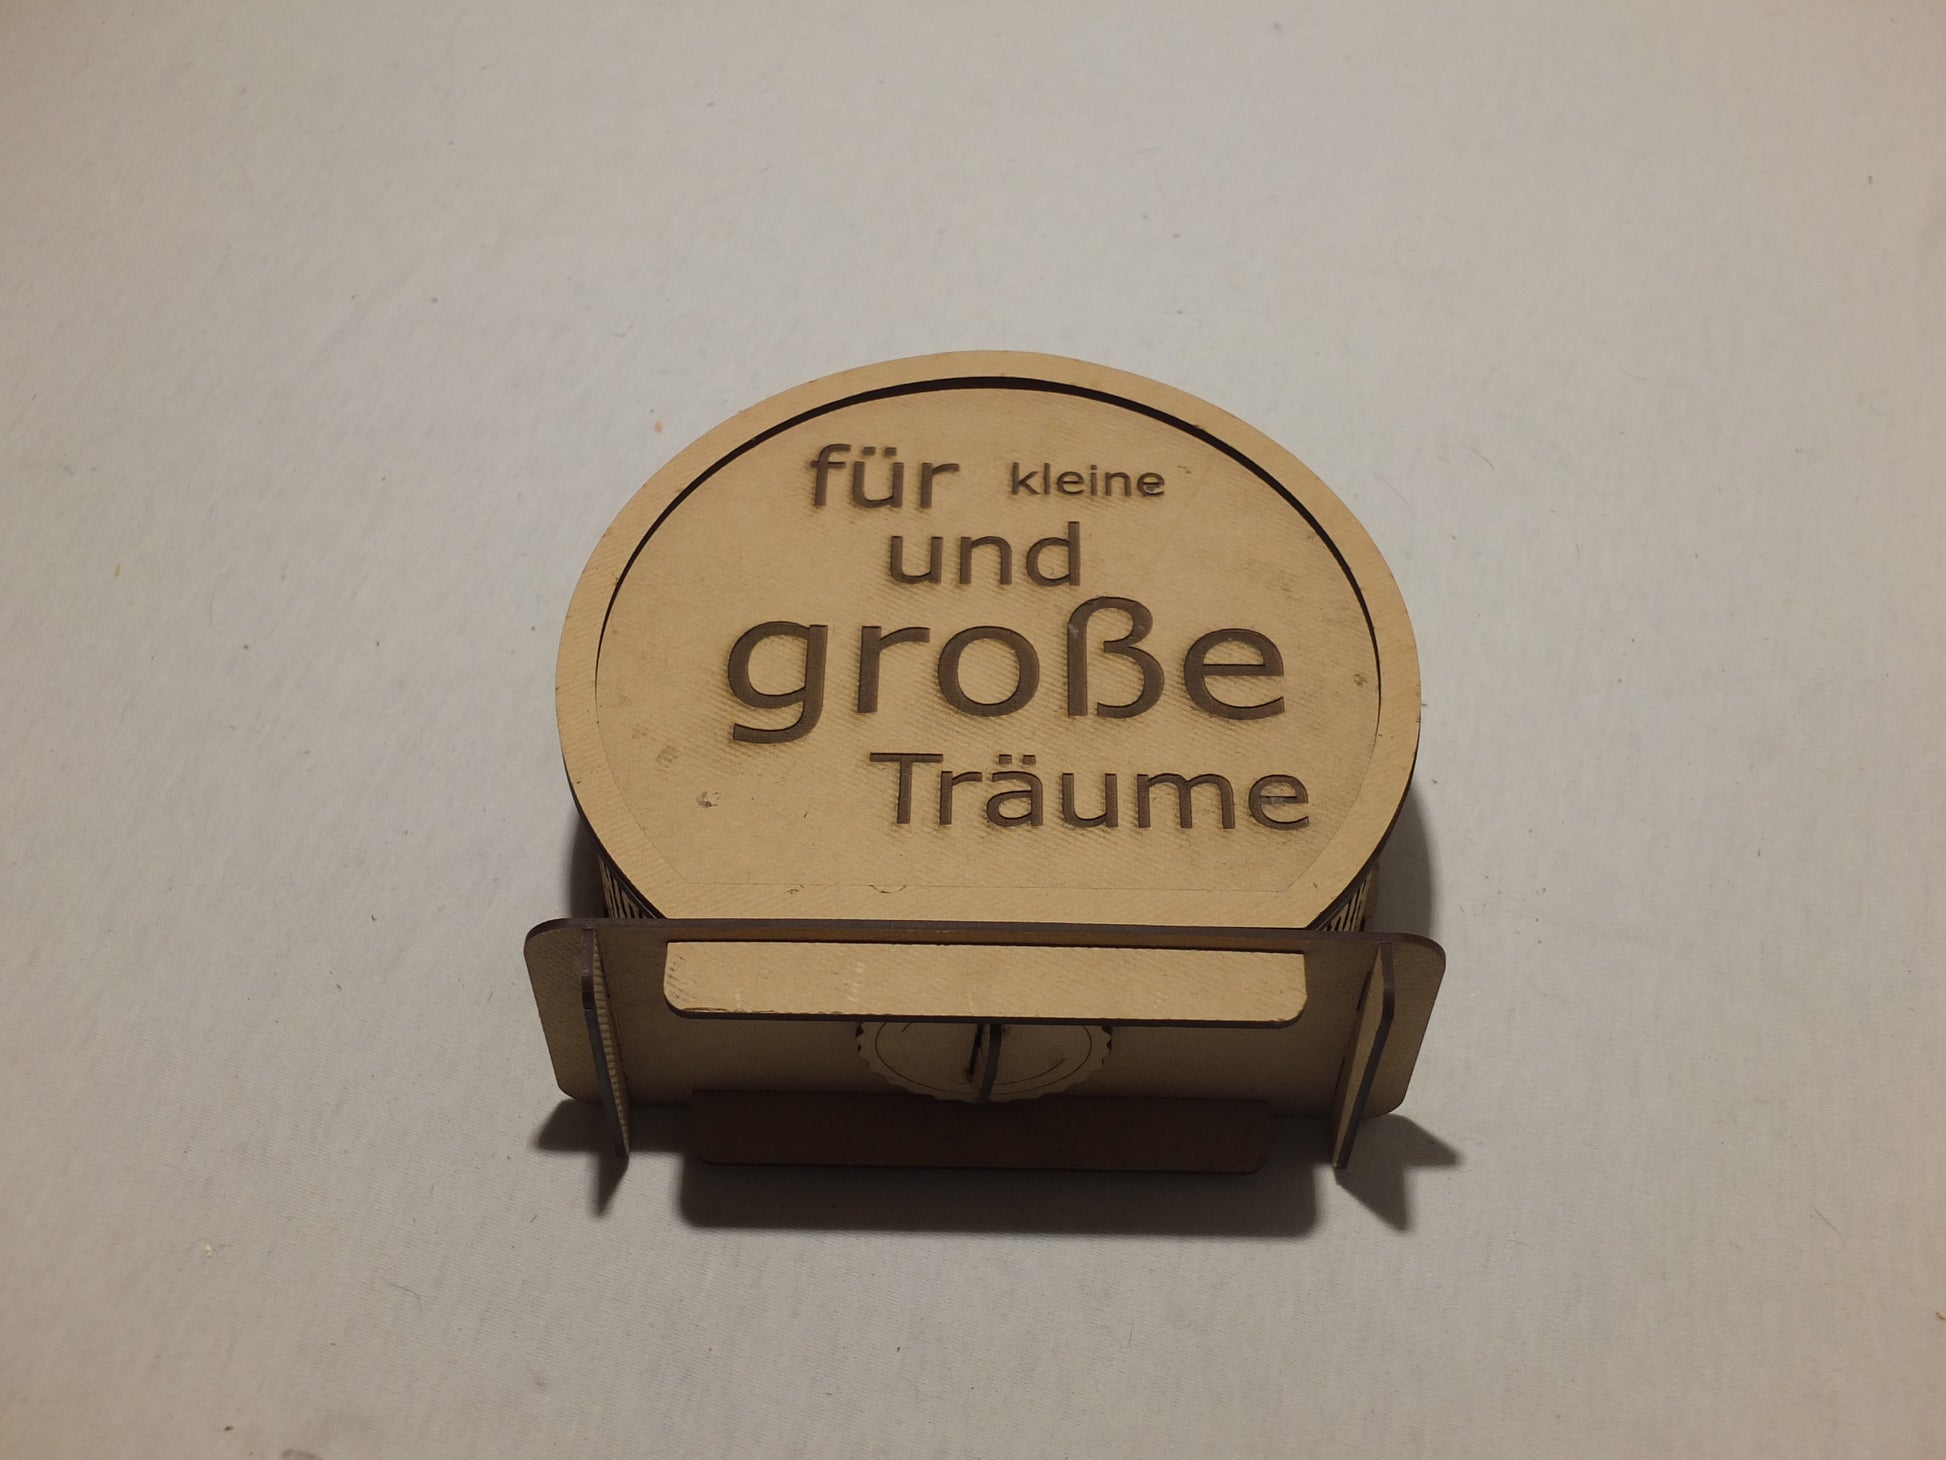 für kleine
und
große
Träume